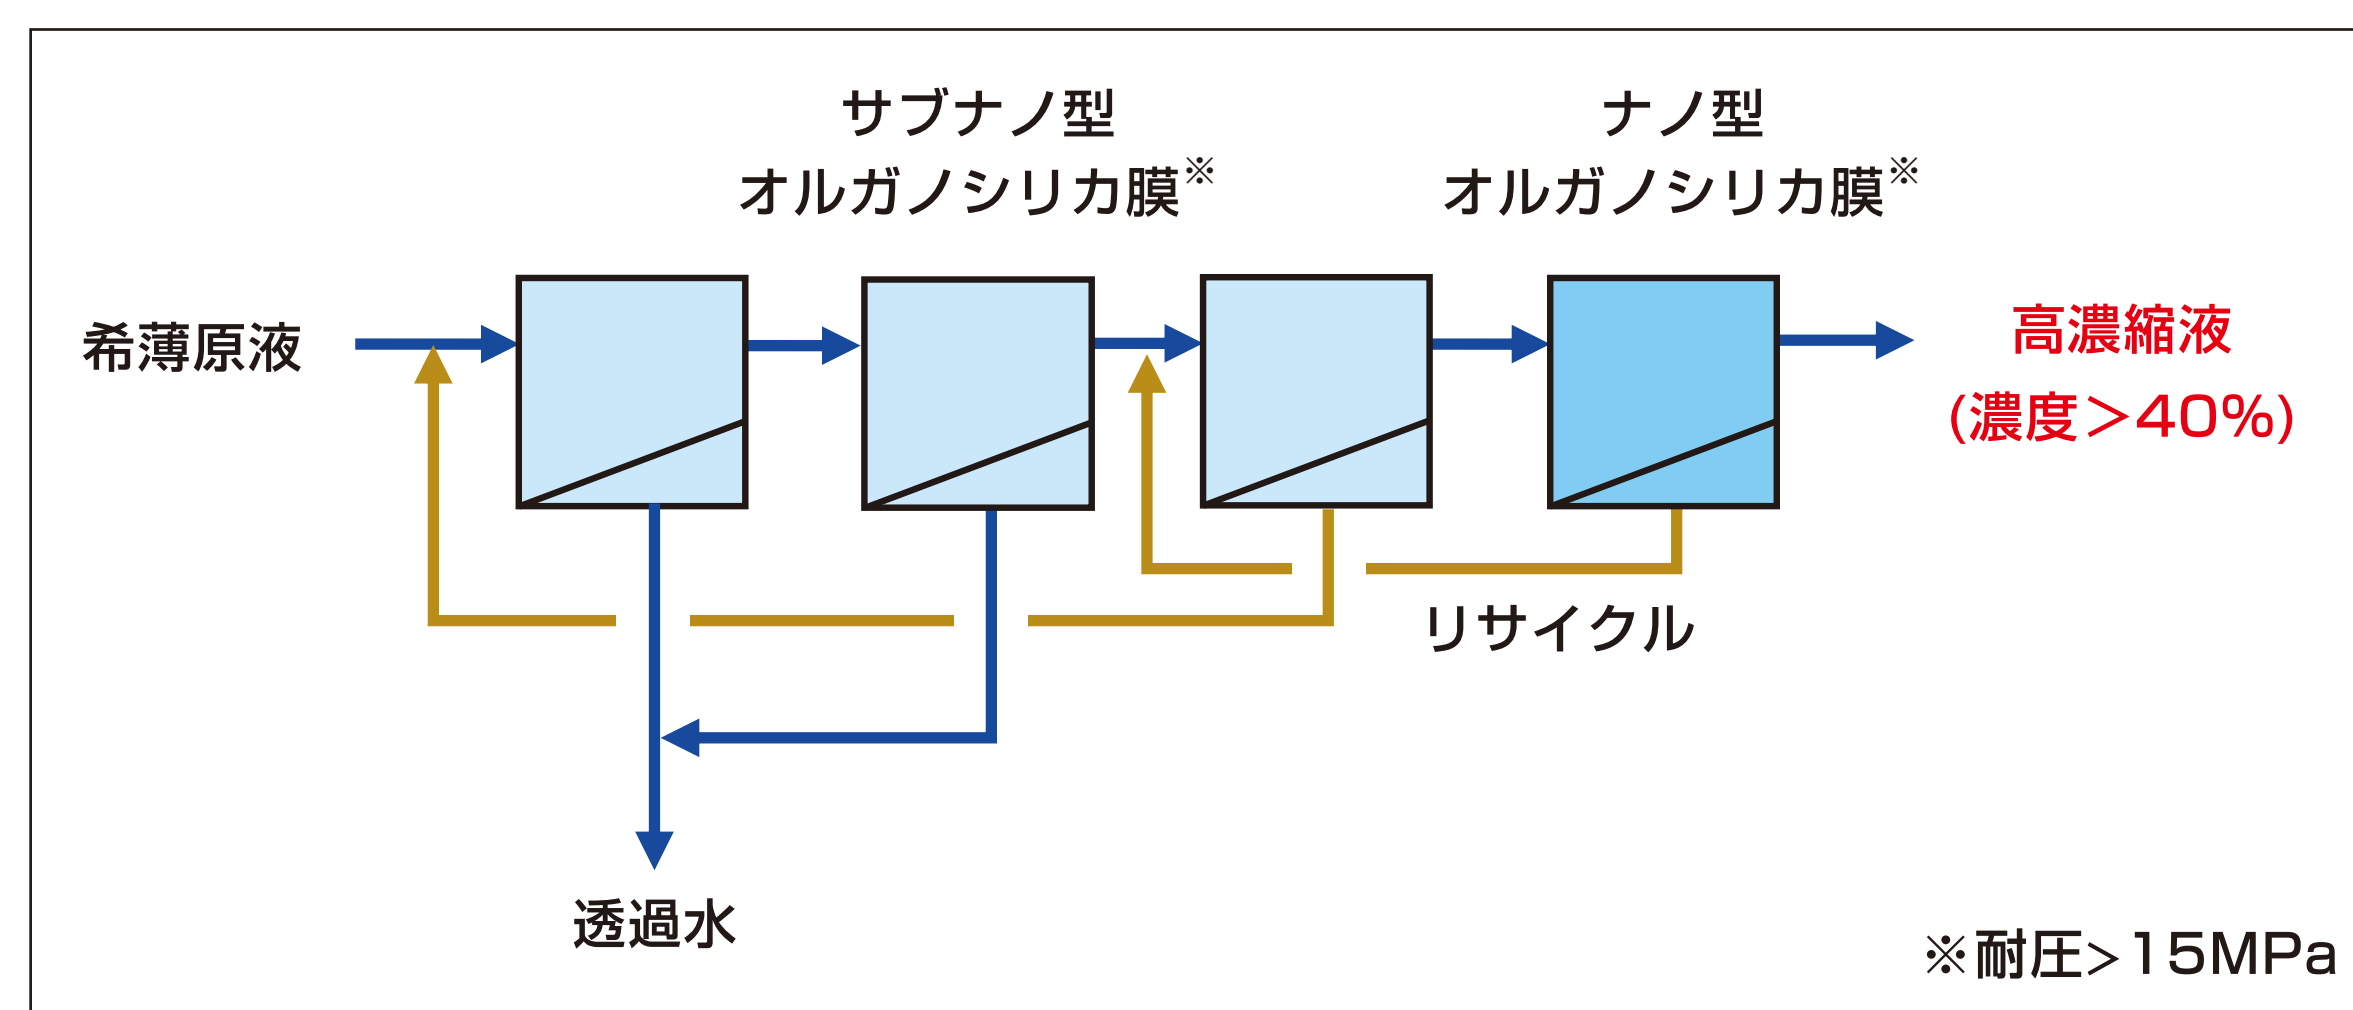 サブナノ型
オルガノシリカ膜※
ナノ型
オルガノシリカ膜※
希薄原液
高濃縮液
(濃度>40%)
リサイクル
透過水
※耐圧>15MPa